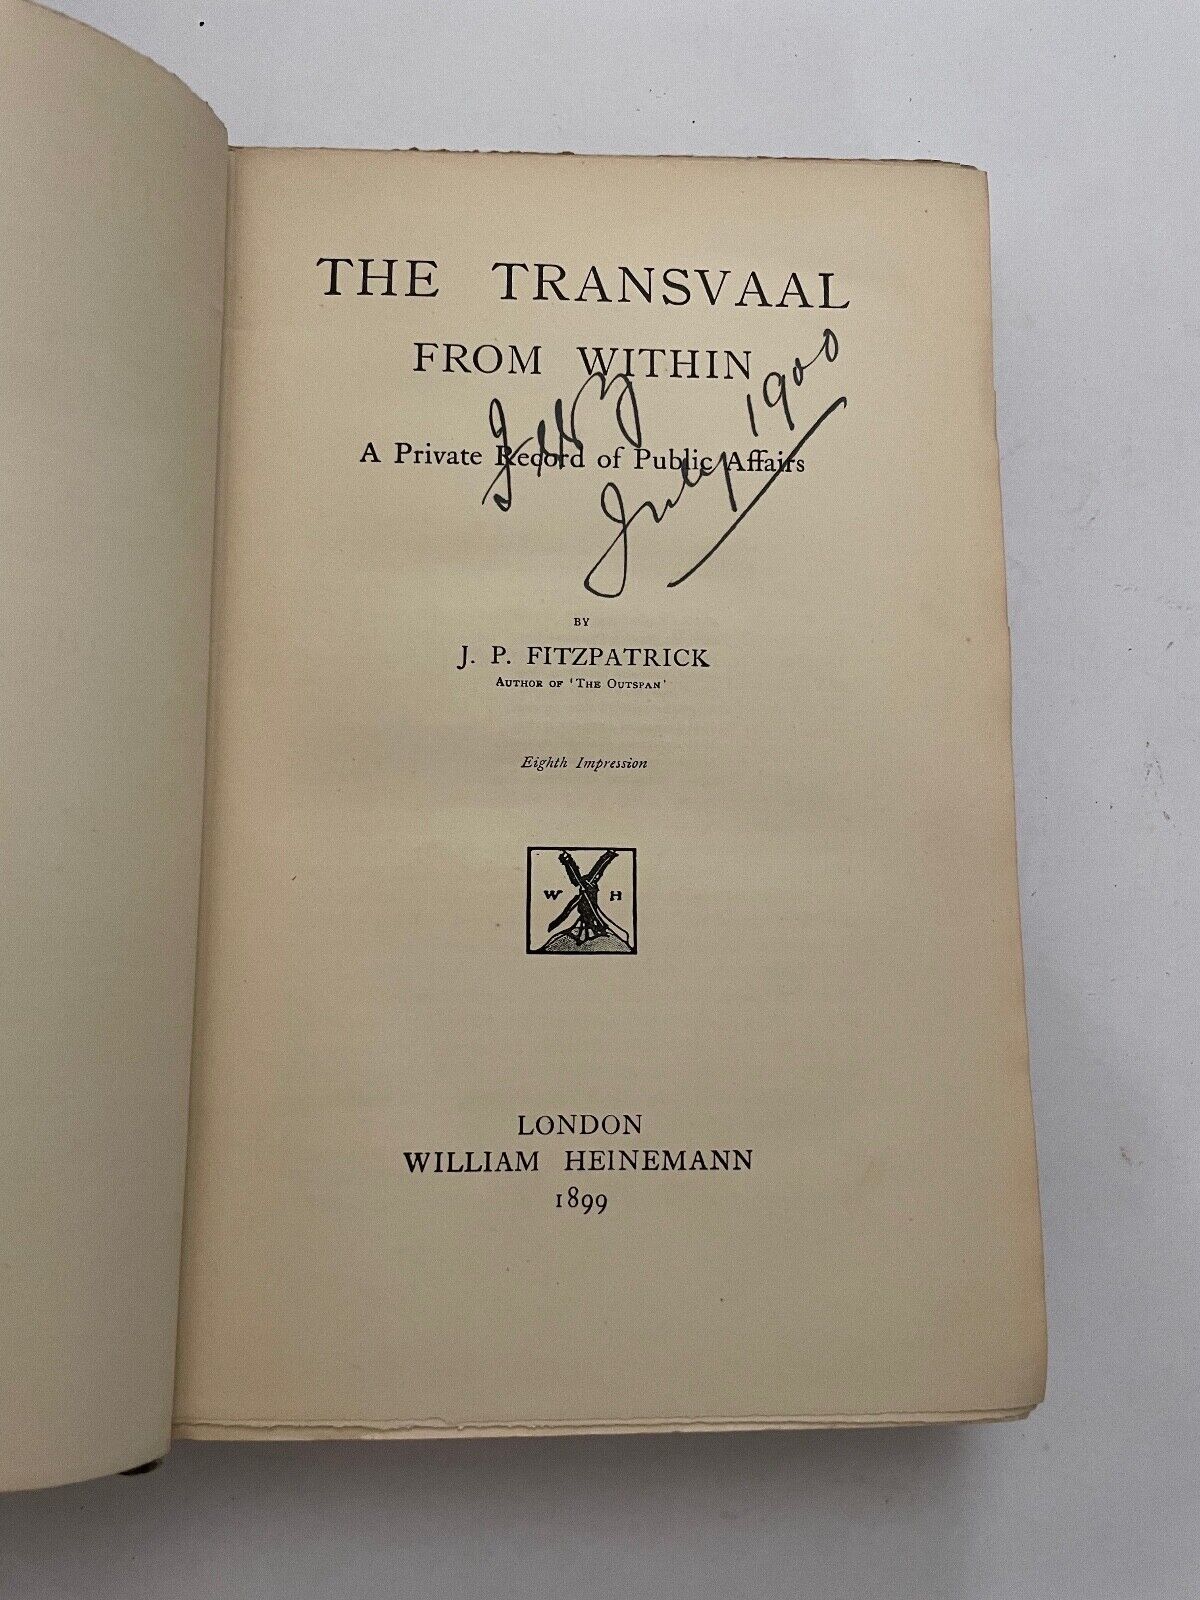 THE TRANSVAAL
FROM WITHIN
A Private Record of Public Affairs
July 1900
BY
J. P. FITZPATRICK
AUTHOR OF 'THE OUTSPAN'
Eighth Impression
W H
LONDON
WILLIAM HEINEMANN
1899